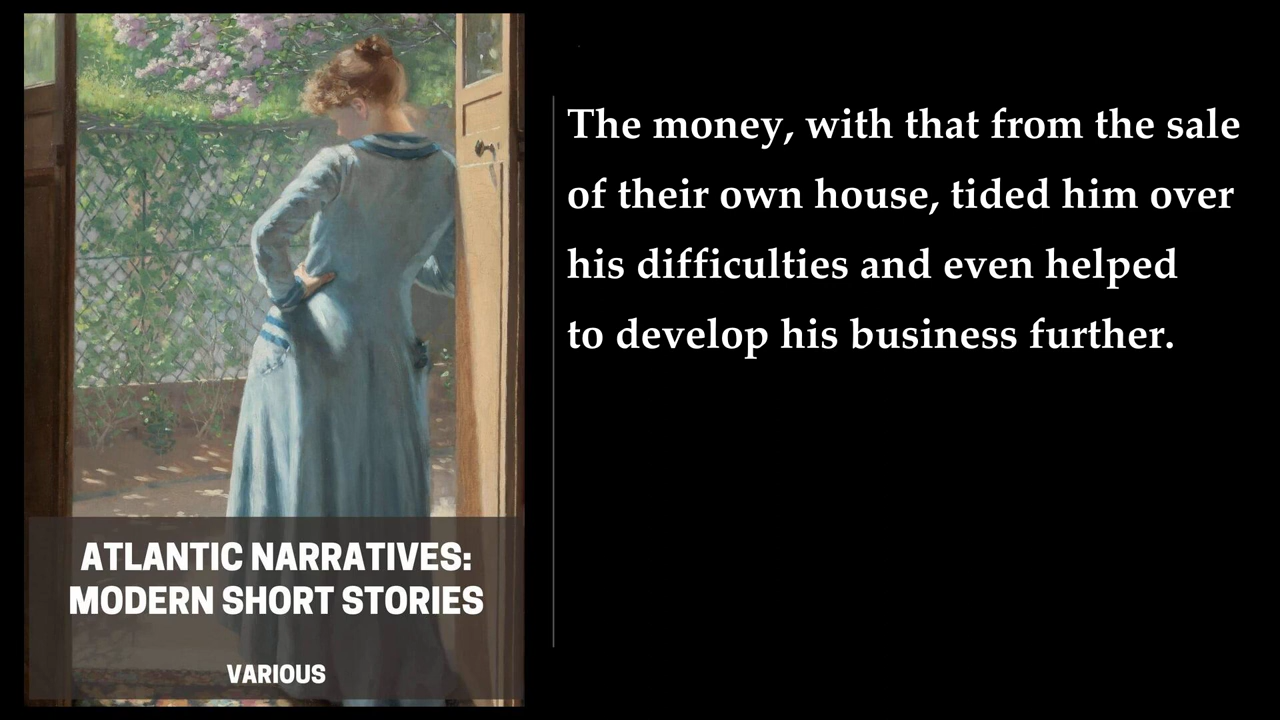 The money, with that from the sale
of their own house, tided him over
his difficulties and even helped
to develop his business further.
ATLANTIC NARRATIVES:
MODERN SHORT STORIES
VARIOUS